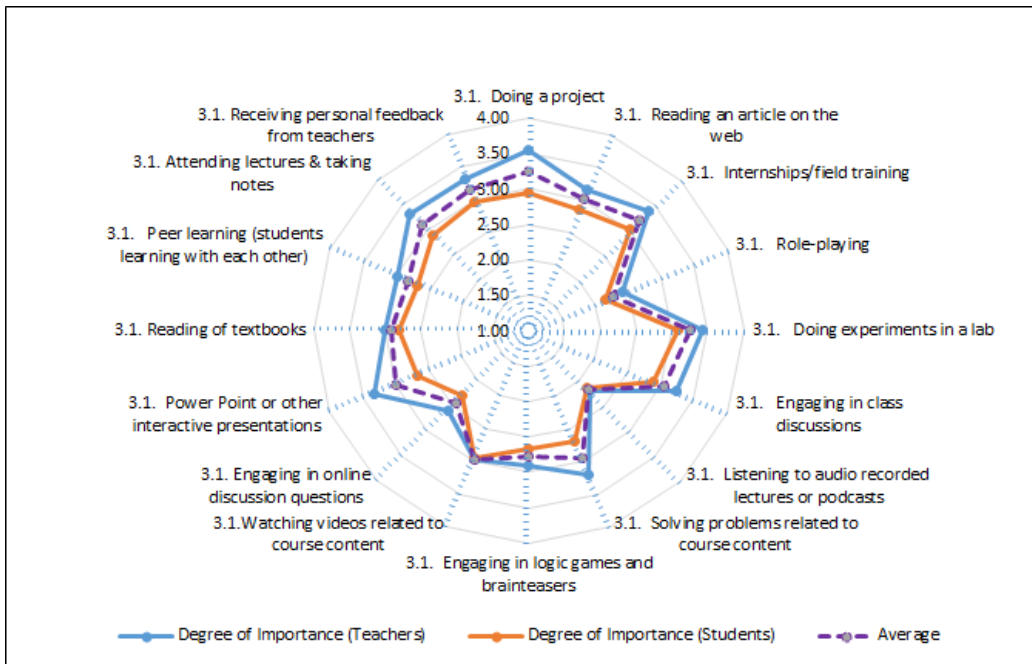 3.1. Doing a project
3.1. Reading an article on the
web
3.1. Internships/field training
3.1. Role-playing
3.1. Doing experiments in a lab
3.1. Engaging in class
discussions
3.1. Listening to audio recorded
lectures or podcasts
3.1. Solving problems related to
course content
3.1. Engaging in logic games and
brainteasers
3.1.Watching videos related to
course content
3.1. Engaging in online
discussion questions
3.1. Power Point or other
interactive presentations
3.1. Reading of textbooks
3.1. Peer learning (students
learning with each other)
3.1. Attending lectures & taking
notes
3.1. Receiving personal feedback
from teachers
4.00
3.50
3.00
2.50
2.00
1.50
1.00
Degree of Importance (Teachers)
Degree of Importance (Students)
Average